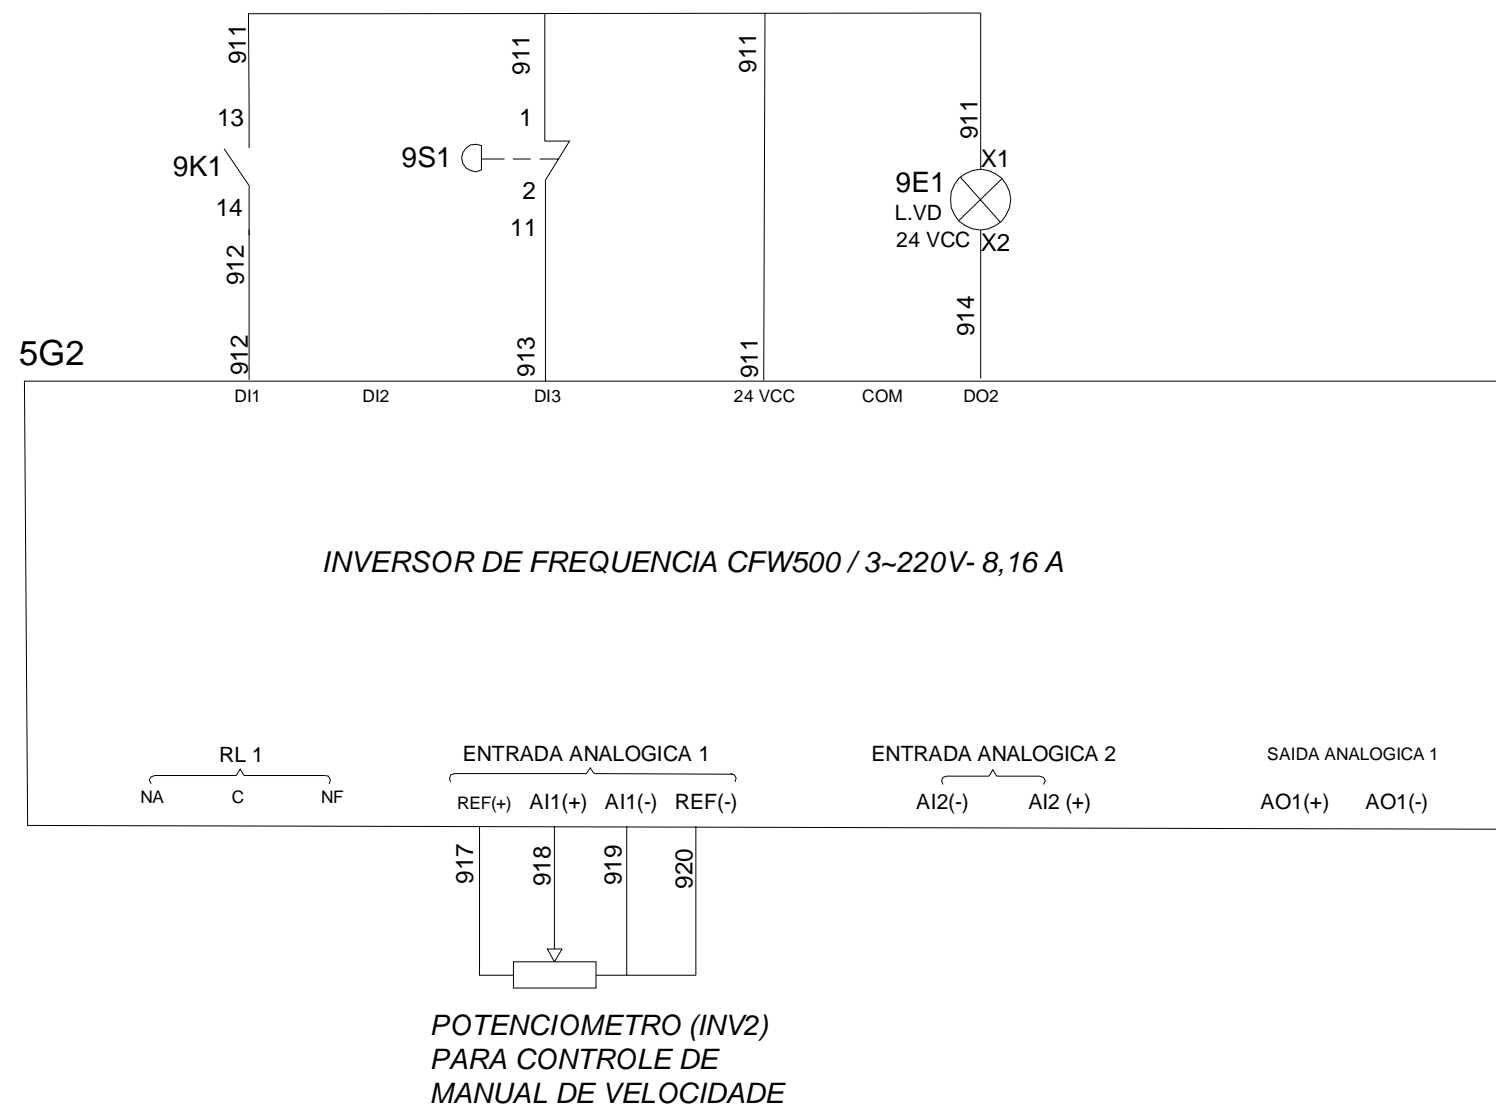 911
911
911
911
13
1
9K1
9S1
X1
9E1
14
2
L.VD
11
24 VCC
X2
912
914
5G2
912
913
911
DI1
DI2
DI3
24 VCC
COM
DO2
INVERSOR DE FREQUENCIA CFW500 / 3~220V- 8,16 A
RL 1
ENTRADA ANALOGICA 1
ENTRADA ANALOGICA 2
SAIDA ANALOGICA 1
NA
C
NF
REF(+)
AI1(+)
AI1(-)
REF(-)
AI2(-)
AI2 (+)
AO1(+)
AO1(-)
917
918
919
920
POTENCIOMETRO (INV2)
PARA CONTROLE DE
MANUAL DE VELOCIDADE